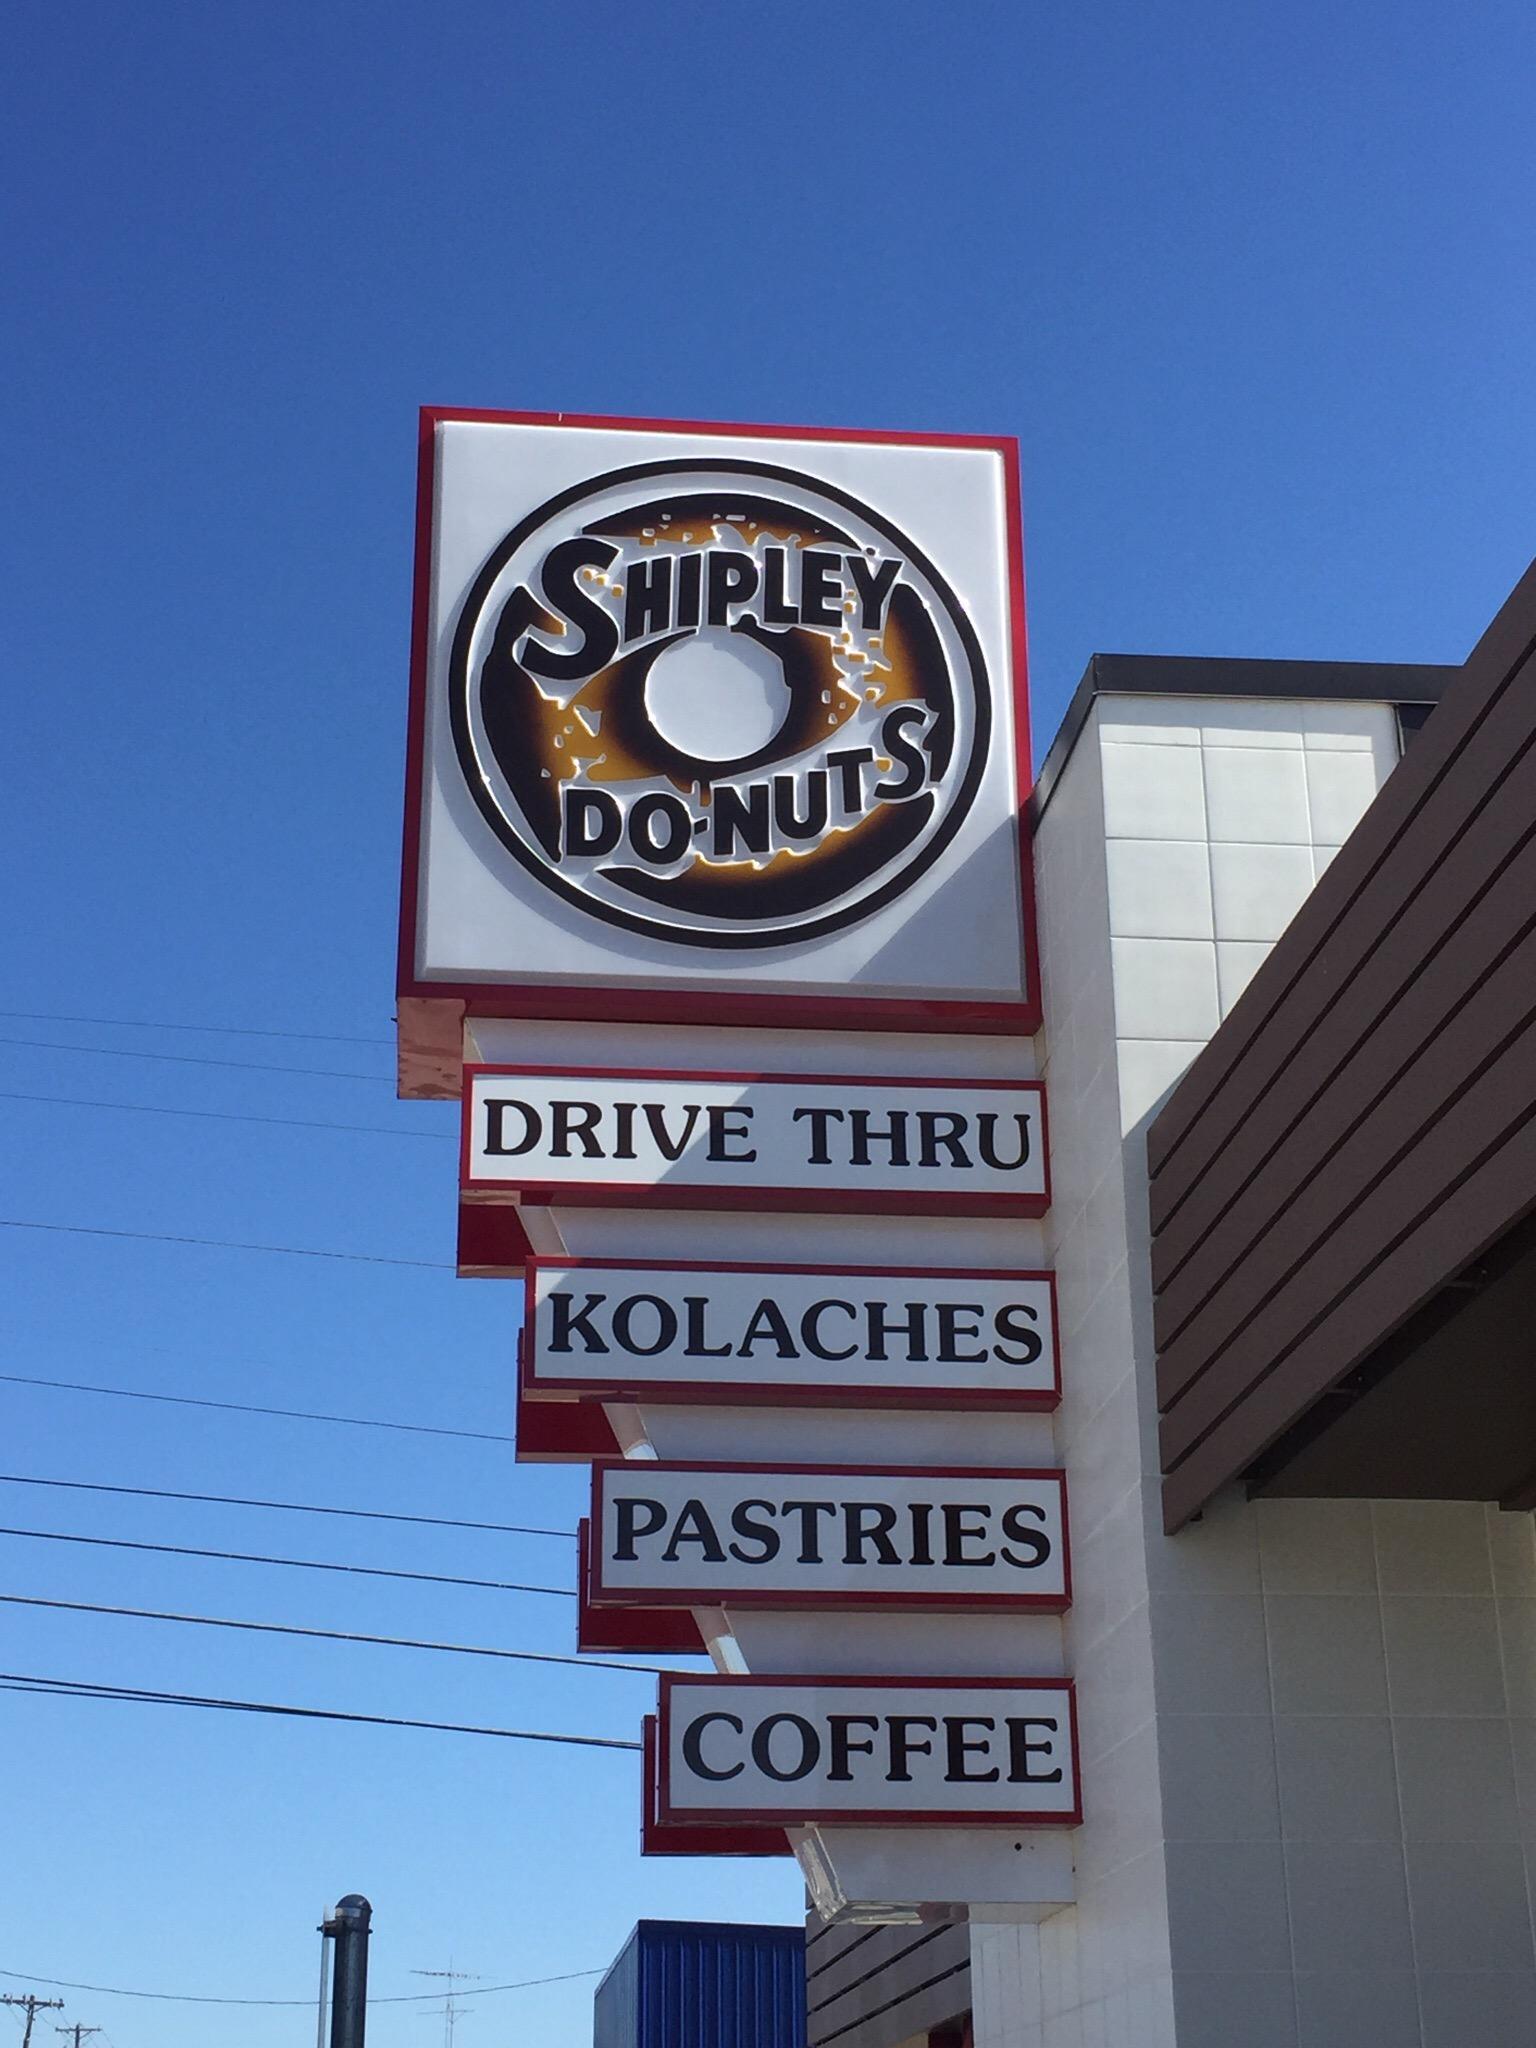 SHIPLEY
DO-NUTS
DRIVE THRU
KOLACHES
PASTRIES
COFFEE